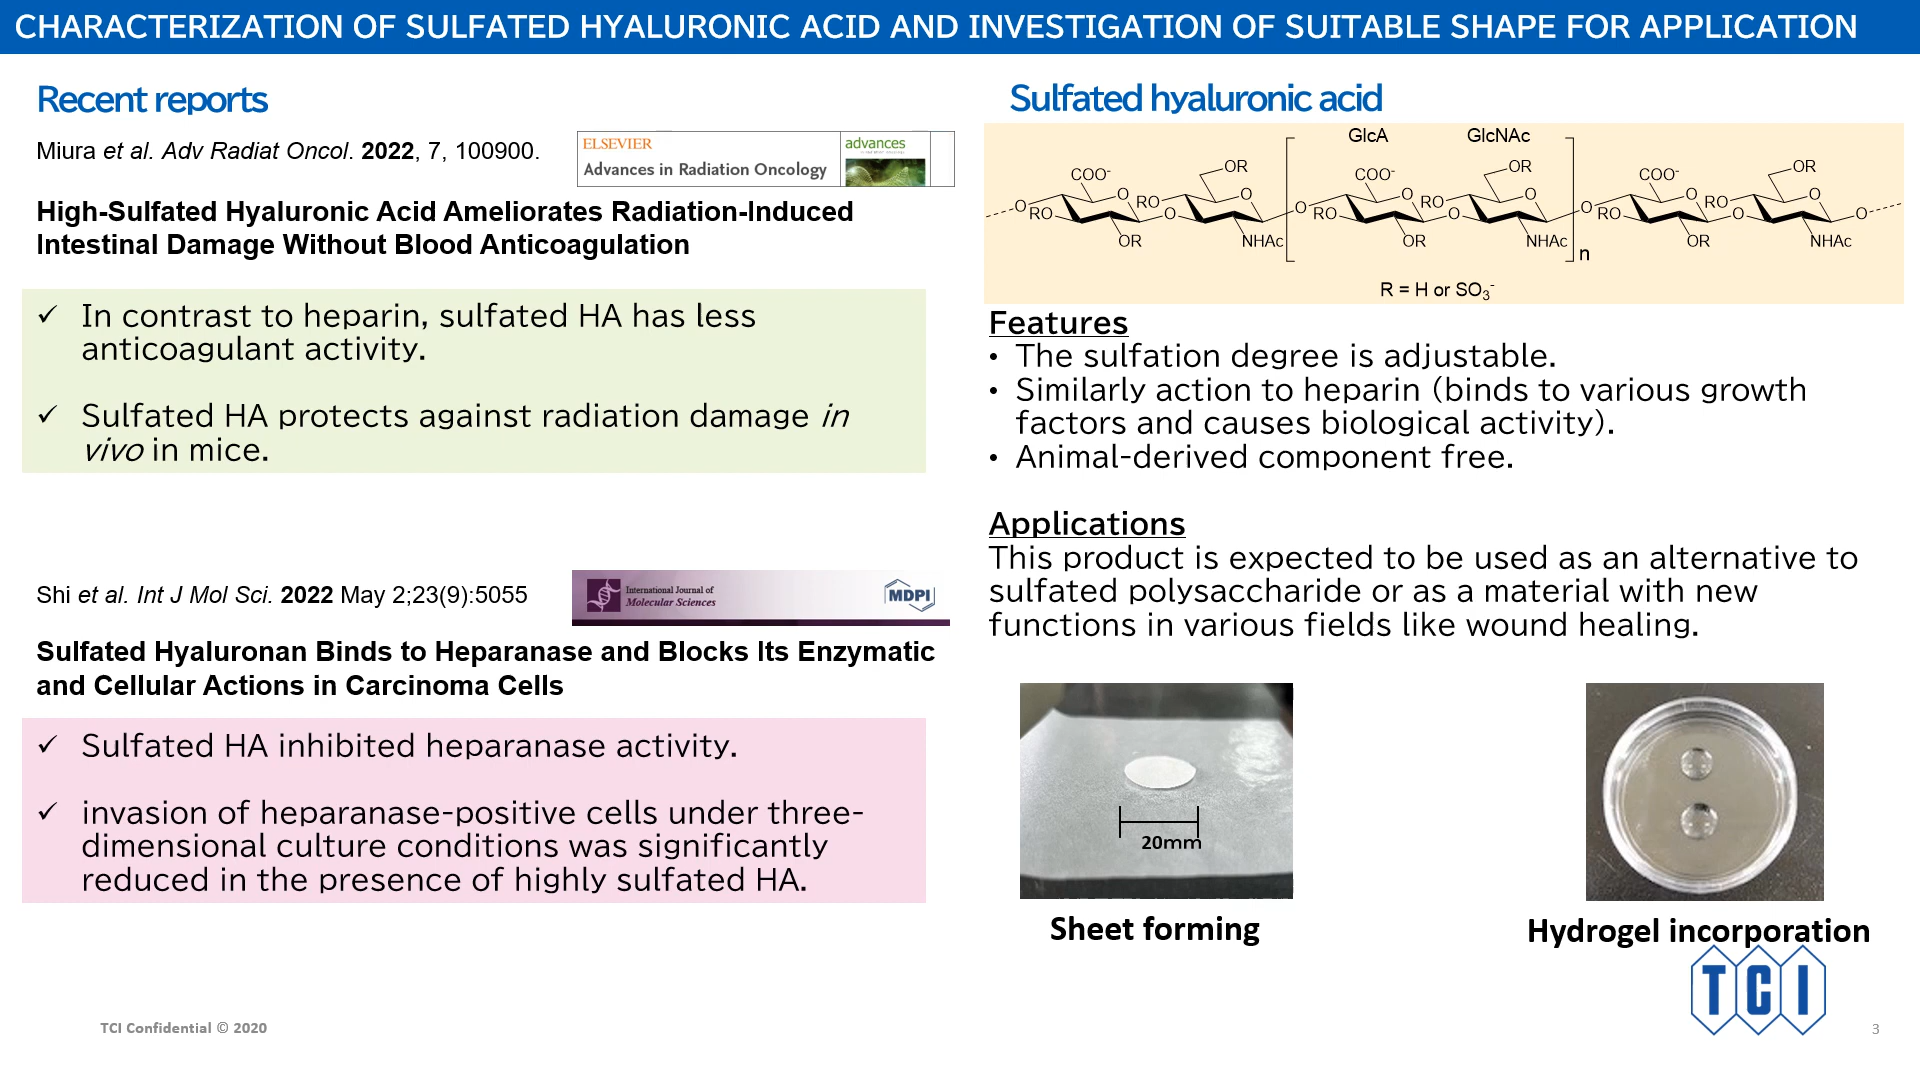 CHARACTERIZATION OF SULFATED HYALURONIC ACID AND INVESTIGATION OF SUITABLE SHAPE FOR APPLICATION
Recent reports
Miura et al. Adv Radiat Oncol. 2022, 7, 100900.
ELSEVIER
Advances in Radiation Oncology
advances
High-Sulfated Hyaluronic Acid Ameliorates Radiation-Induced
Intestinal Damage Without Blood Anticoagulation
✓ In contrast to heparin, sulfated HA has less
anticoagulant activity.
✓ Sulfated HA protects against radiation damage in
vivo in mice.
Shi et al. Int J Mol Sci. 2022 May 2;23(9):5055
International Journal of
Molecular Sciences
MDPI
Sulfated Hyaluronan Binds to Heparanase and Blocks Its Enzymatic
and Cellular Actions in Carcinoma Cells
✓ Sulfated HA inhibited heparanase activity.
✓ invasion of heparanase-positive cells under three-
dimensional culture conditions was significantly
reduced in the presence of highly sulfated HA.
Sulfated hyaluronic acid
GlcA GlcNAc
COO⁻ OR COO⁻ OR COO⁻ OR
O RO O O RO O O RO O O RO O O RO O O RO O O
OR NHAc OR NHAc n OR NHAc
R = H or SO₃⁻
Features
• The sulfation degree is adjustable.
• Similarly action to heparin (binds to various growth
factors and causes biological activity).
• Animal-derived component free.
Applications
This product is expected to be used as an alternative to
sulfated polysaccharide or as a material with new
functions in various fields like wound healing.
20mm
Sheet forming
Hydrogel incorporation
TCI
TCI Confidential © 2020
3